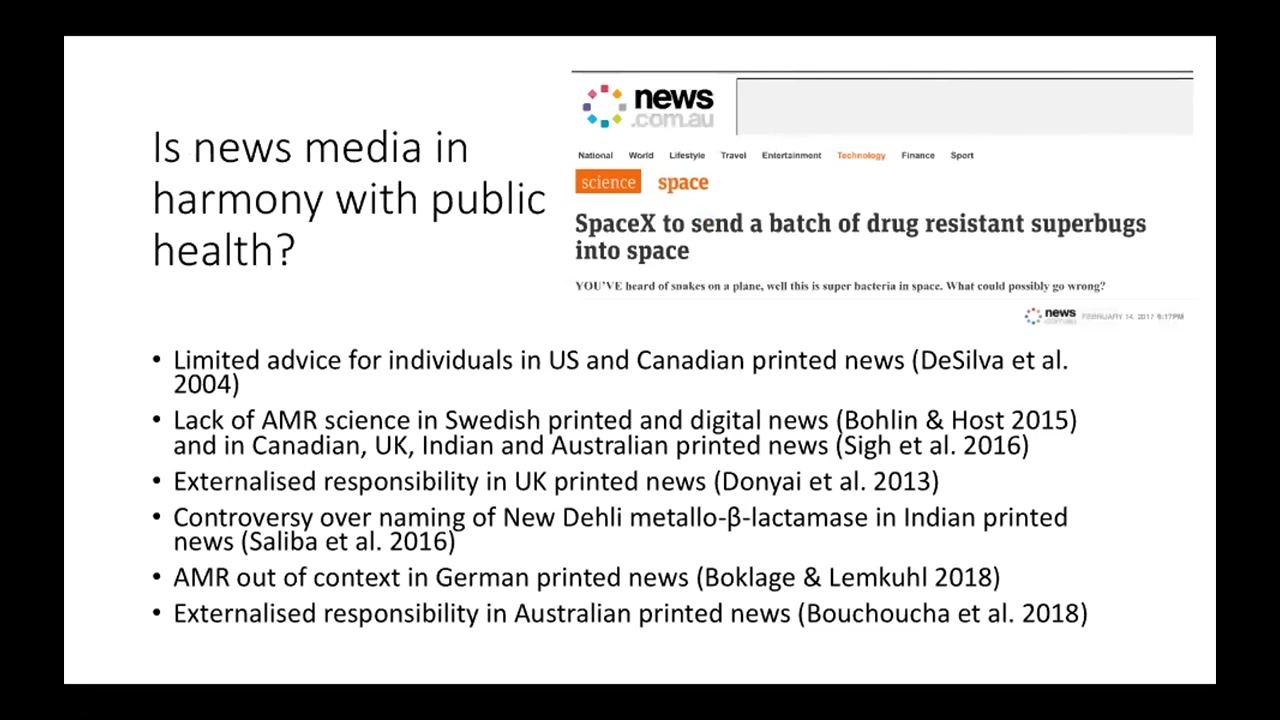 Is news media in
harmony with public
health?
news
.com.au
National World Lifestyle Travel Entertainment Technology Finance Sport
science space
SpaceX to send a batch of drug resistant superbugs
into space
YOU'VE heard of snakes on a plane, well this is super bacteria in space. What could possibly go wrong?
news
.com.au
FEBRUARY 14, 2017 6:17PM
• Limited advice for individuals in US and Canadian printed news (DeSilva et al.
2004)
• Lack of AMR science in Swedish printed and digital news (Bohlin & Host 2015)
and in Canadian, UK, Indian and Australian printed news (Sigh et al. 2016)
• Externalised responsibility in UK printed news (Donyai et al. 2013)
• Controversy over naming of New Dehli metallo-β-lactamase in Indian printed
news (Saliba et al. 2016)
• AMR out of context in German printed news (Boklage & Lemkuhl 2018)
• Externalised responsibility in Australian printed news (Bouchoucha et al. 2018)